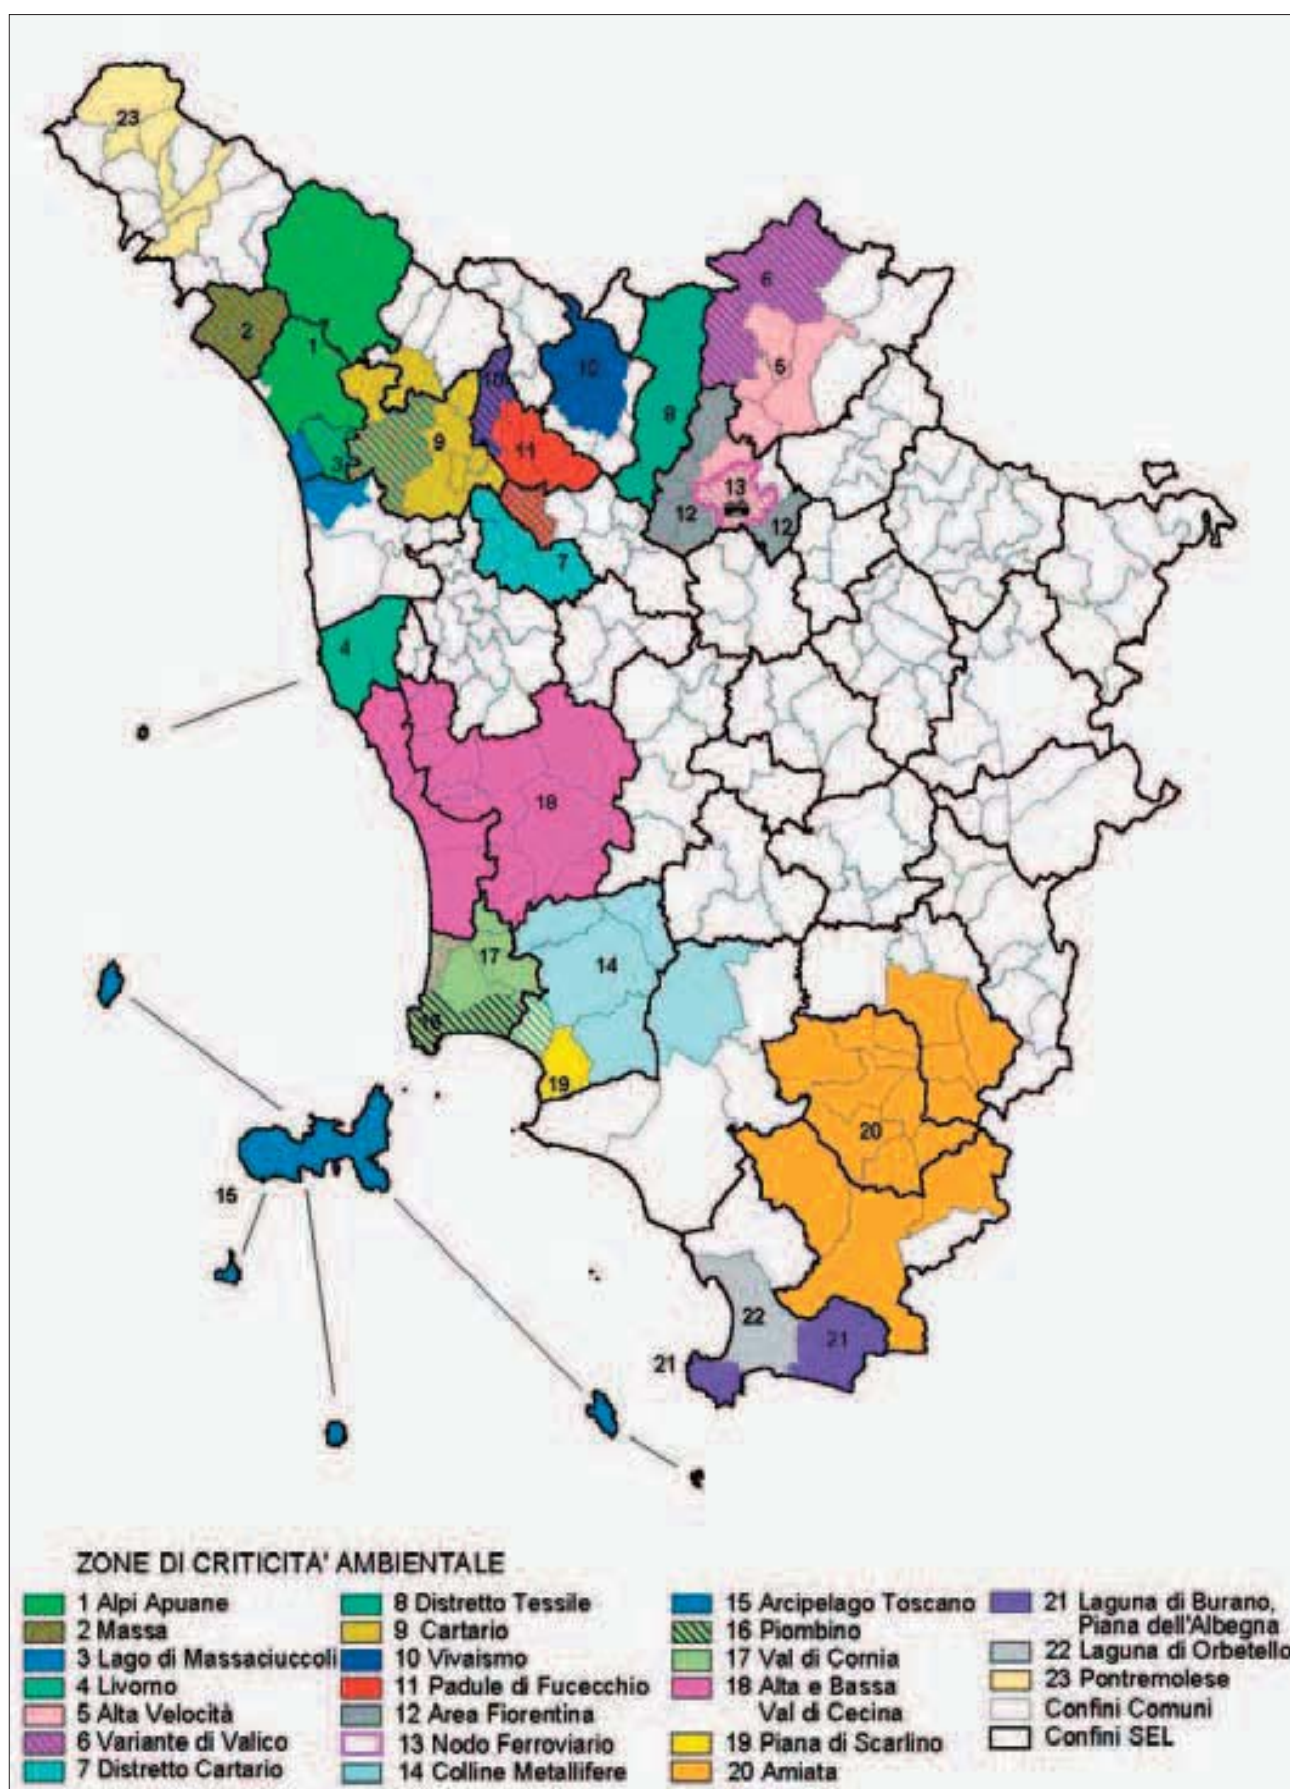 23
6
2
1
10
10
5
8
9
3
11
13
12
12
7
4
18
17
14
16
19
20
15
22
21
21
ZONE DI CRITICITA' AMBIENTALE
1 Alpi Apuane
2 Massa
3 Lago di Massaciuccoli
4 Livorno
5 Alta Velocità
6 Variante di Valico
7 Distretto Cartario
8 Distretto Tessile
9 Cartario
10 Vivaismo
11 Padule di Fucecchio
12 Area Fiorentina
13 Nodo Ferroviario
14 Colline Metallifere
15 Arcipelago Toscano
16 Piombino
17 Val di Cornia
18 Alta e Bassa
Val di Cecina
19 Piana di Scarlino
20 Amiata
21 Laguna di Burano,
Piana dell'Albegna
22 Laguna di Orbetello
23 Pontremolese
Confini Comuni
Confini SEL